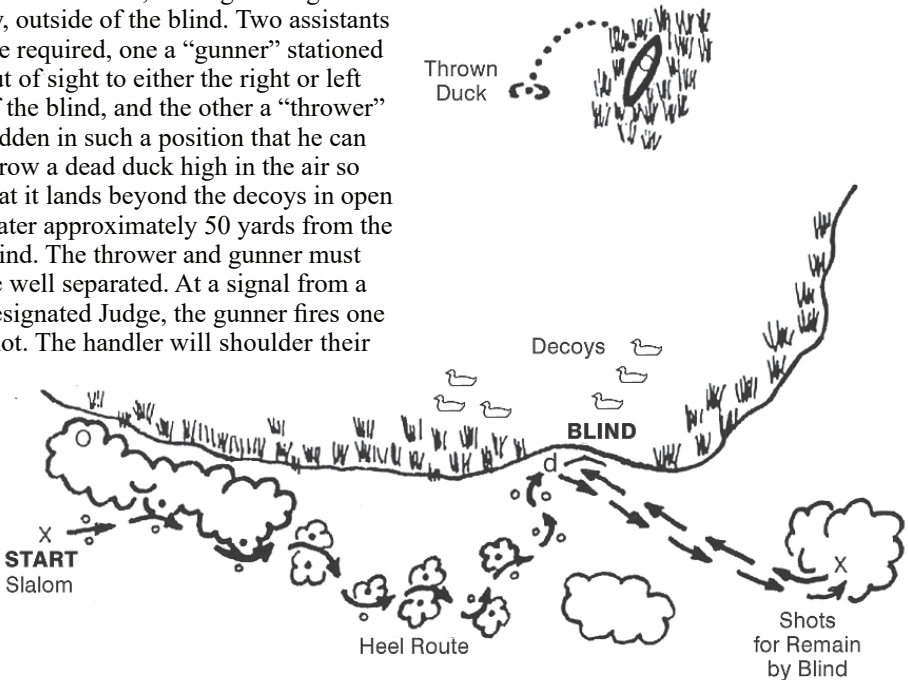 , outside of the blind. Two assistants
e required, one a “gunner” stationed
ut of sight to either the right or left
f the blind, and the other a “thrower”
dden in such a position that he can
row a dead duck high in the air so
at it lands beyond the decoys in open
ater approximately 50 yards from the
ind. The thrower and gunner must
e well separated. At a signal from a
esignated Judge, the gunner fires one
ot. The handler will shoulder their
Thrown
Duck
Decoys
BLIND
d
O
X
START
Slalom
Heel Route
X
Shots
for Remain
by Blind